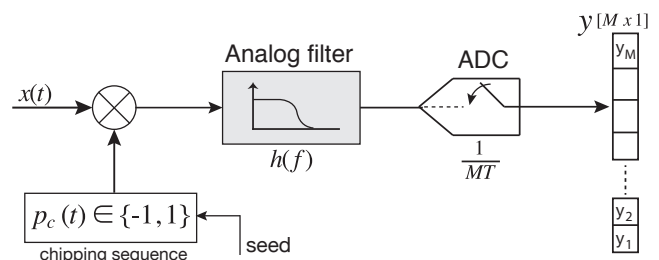 y [M x 1]
Analog filter
ADC
y_M
x(t)
h(f)
1
MT
p_c (t) ∈ {-1, 1}
seed
chipping sequence
y_2
y_1